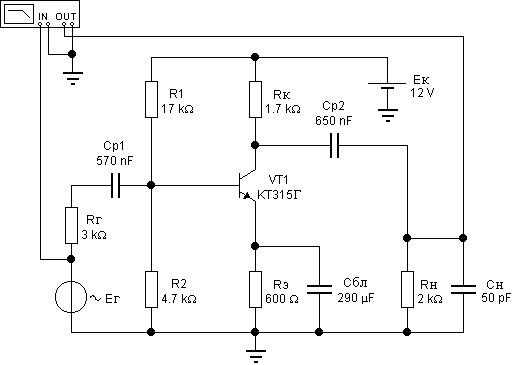 IN OUT
R1
17 kΩ
Rк
1.7 kΩ
Eк
12 V
Cр2
650 nF
Cр1
570 nF
VT1
КТ315Г
Rг
3 kΩ
~ Eг
R2
4.7 kΩ
Rэ
600 Ω
Cбл
290 μF
Rн
2 kΩ
Cн
50 pF